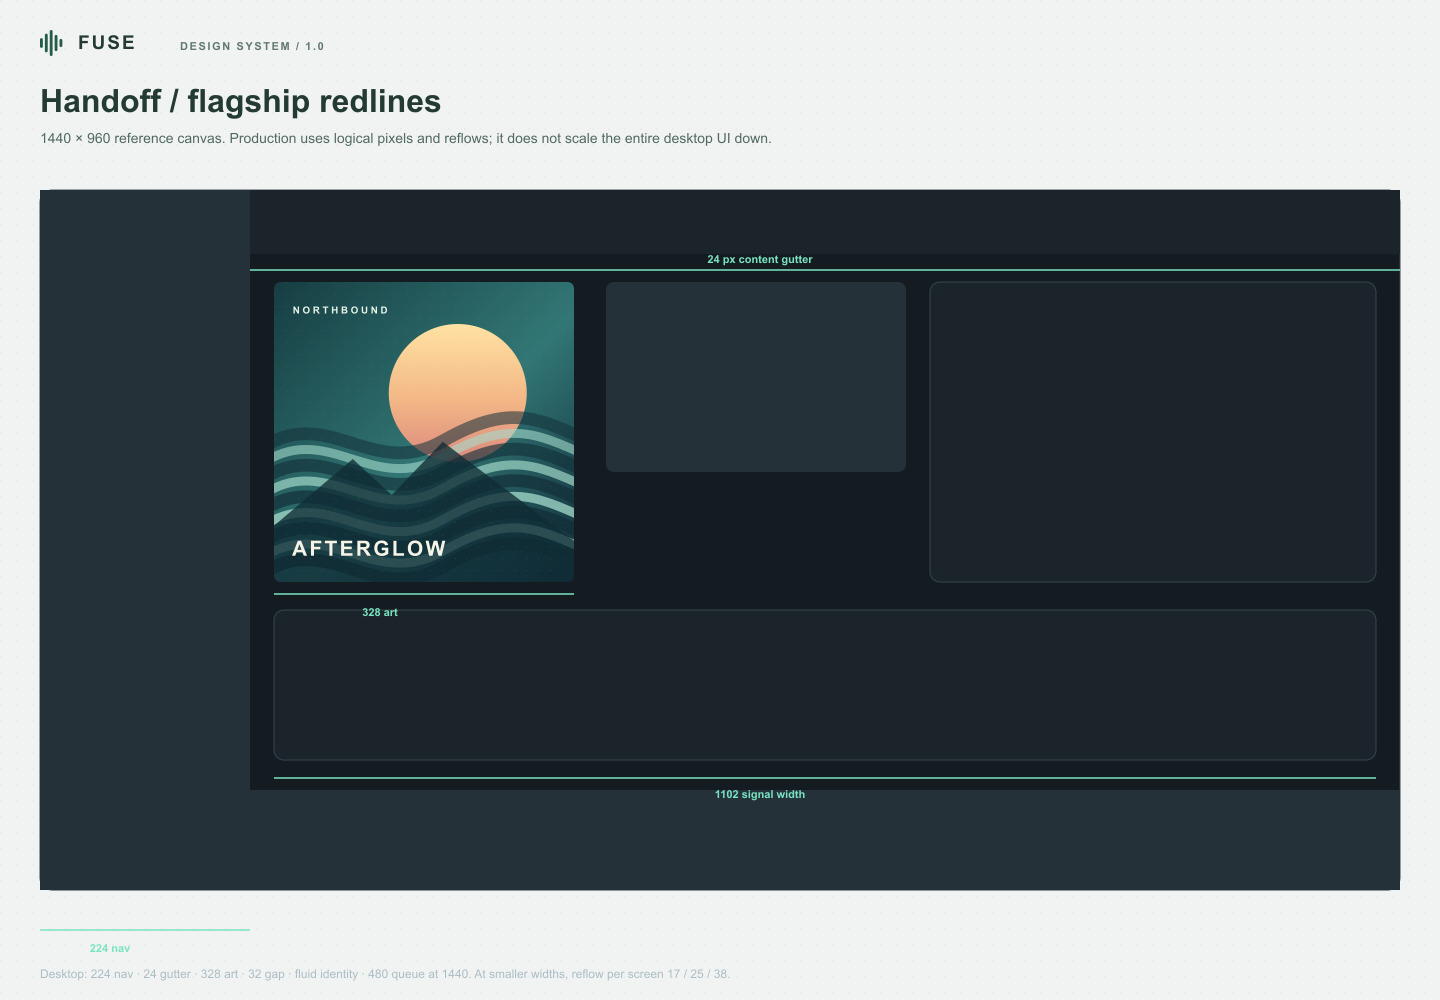 FUSE
DESIGN SYSTEM / 1.0
Handoff / flagship redlines
1440 × 960 reference canvas. Production uses logical pixels and reflows; it does not scale the entire desktop UI down.
24 px content gutter
NORTHBOUND
AFTERGLOW
328 art
1102 signal width
224 nav
Desktop: 224 nav · 24 gutter · 328 art · 32 gap · fluid identity · 480 queue at 1440. At smaller widths, reflow per screen 17 / 25 / 38.